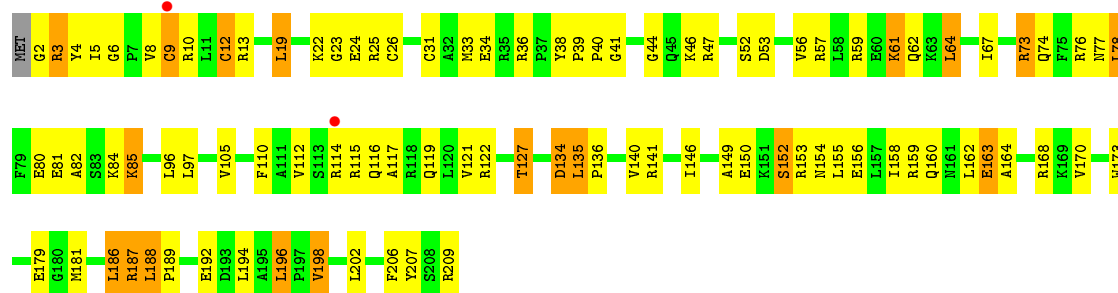 MET G2 R3 Y4 I5 G6 P7 V8 C9 R10 L11 C12 R13 L19 K22 G23 E24 R25 C26 C31 A32 M33 E34 R35 R36 P37 Y38 P39 P40 G41 G44 Q45 K46 R47 S52 D53 V56 R57 L58 R59 E60 K61 Q62 K63 L64 I67 R73 Q74 F75 R76 N77 L78
F79 E80 E81 A82 S83 K84 K85 L96 L97 V105 F110 A111 V112 S113 R114 R115 Q116 A117 R118 Q119 L120 V121 R122 T127 D134 L135 P136 V140 R141 I146 A149 E150 K151 S152 R153 N154 L155 E156 L157 I158 R159 Q160 N161 L162 E163 A164 R168 K169 V170 W173
E179 G180 M181 L186 R187 L188 P189 E192 D193 L194 A195 L196 P197 V198 L202 F206 Y207 S208 R209